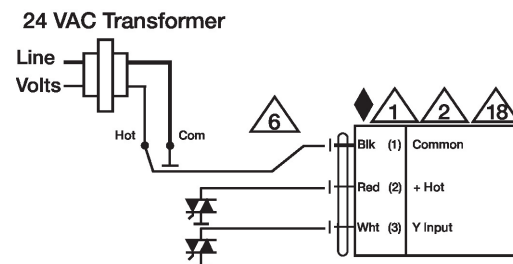 24 VAC Transformer
Line
Volts
Hot
Com
6
1
2
18
Blk (1) Common
Red (2) + Hot
Wht (3) Y Input